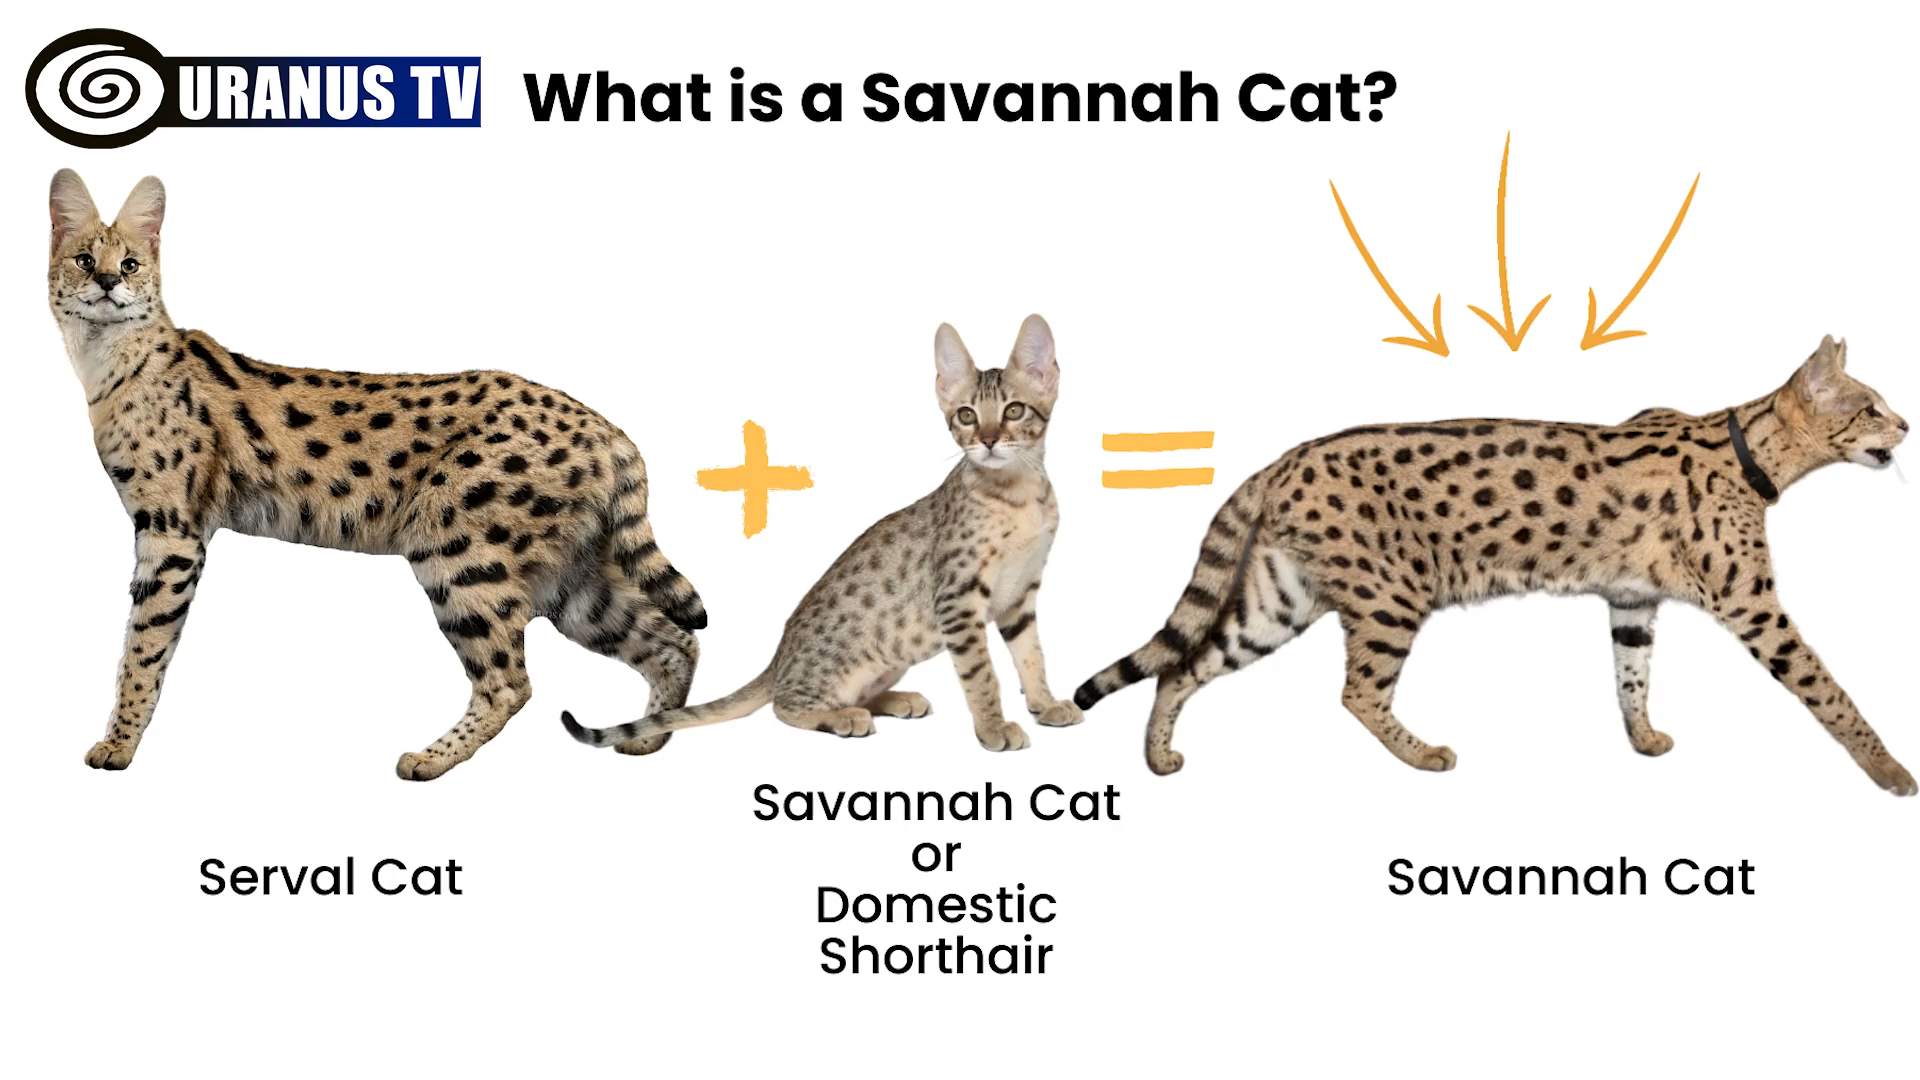 URANUS TV
What is a Savannah Cat?
Serval Cat
Savannah Cat
or
Domestic
Shorthair
Savannah Cat